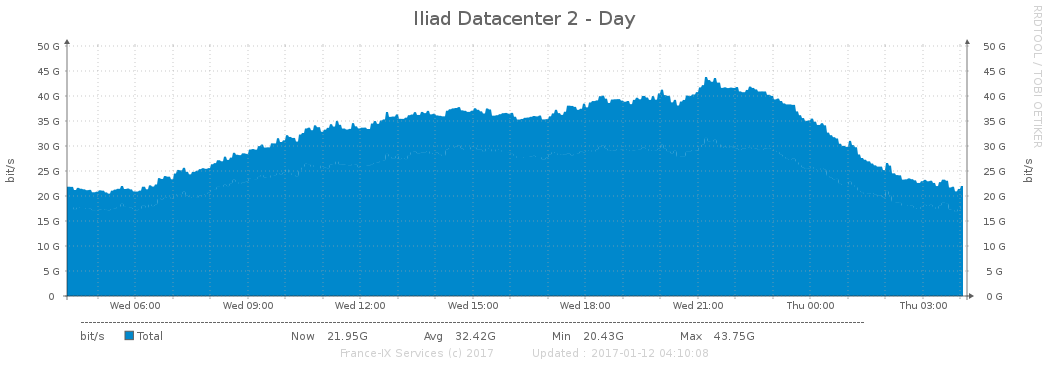 Iliad Datacenter 2 - Day
RRDTOOL / TOBI OETIKER
50 G 50 G
45 G 45 G
40 G 40 G
35 G 35 G
30 G 30 G
25 G 25 G
20 G 20 G
15 G 15 G
10 G 10 G
5 G 5 G
0 0 G
bit/s bit/s
Wed 06:00 Wed 09:00 Wed 12:00 Wed 15:00 Wed 18:00 Wed 21:00 Thu 00:00 Thu 03:00
bit/s Total Now 21.95G Avg 32.42G Min 20.43G Max 43.75G
France-IX Services (c) 2017 Updated : 2017-01-12 04:10:08